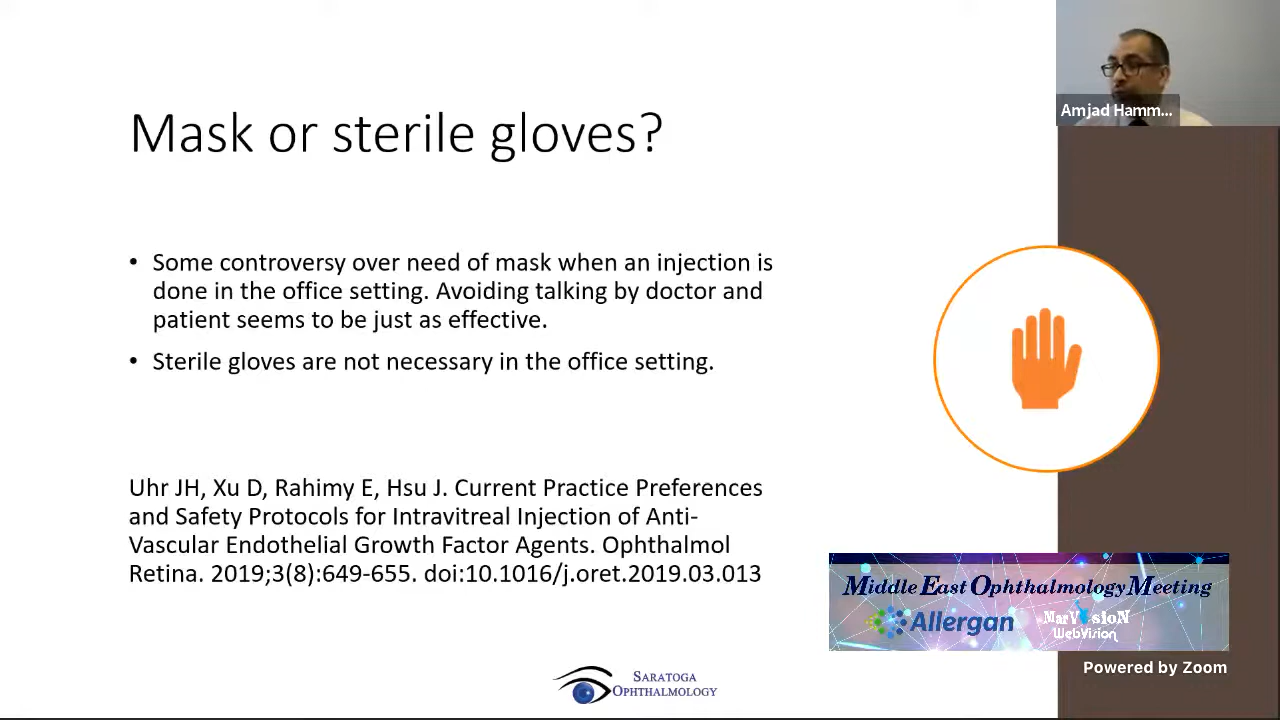 Mask or sterile gloves?
• Some controversy over need of mask when an injection is
done in the office setting. Avoiding talking by doctor and
patient seems to be just as effective.
• Sterile gloves are not necessary in the office setting.
Uhr JH, Xu D, Rahimy E, Hsu J. Current Practice Preferences
and Safety Protocols for Intravitreal Injection of Anti-
Vascular Endothelial Growth Factor Agents. Ophthalmol
Retina. 2019;3(8):649-655. doi:10.1016/j.oret.2019.03.013
SARATOGA
OPHTHALMOLOGY
Amjad Hamm...
Middle East Ophthalmology Meeting
Allergan
MarVisioN
WebVision
Powered by Zoom